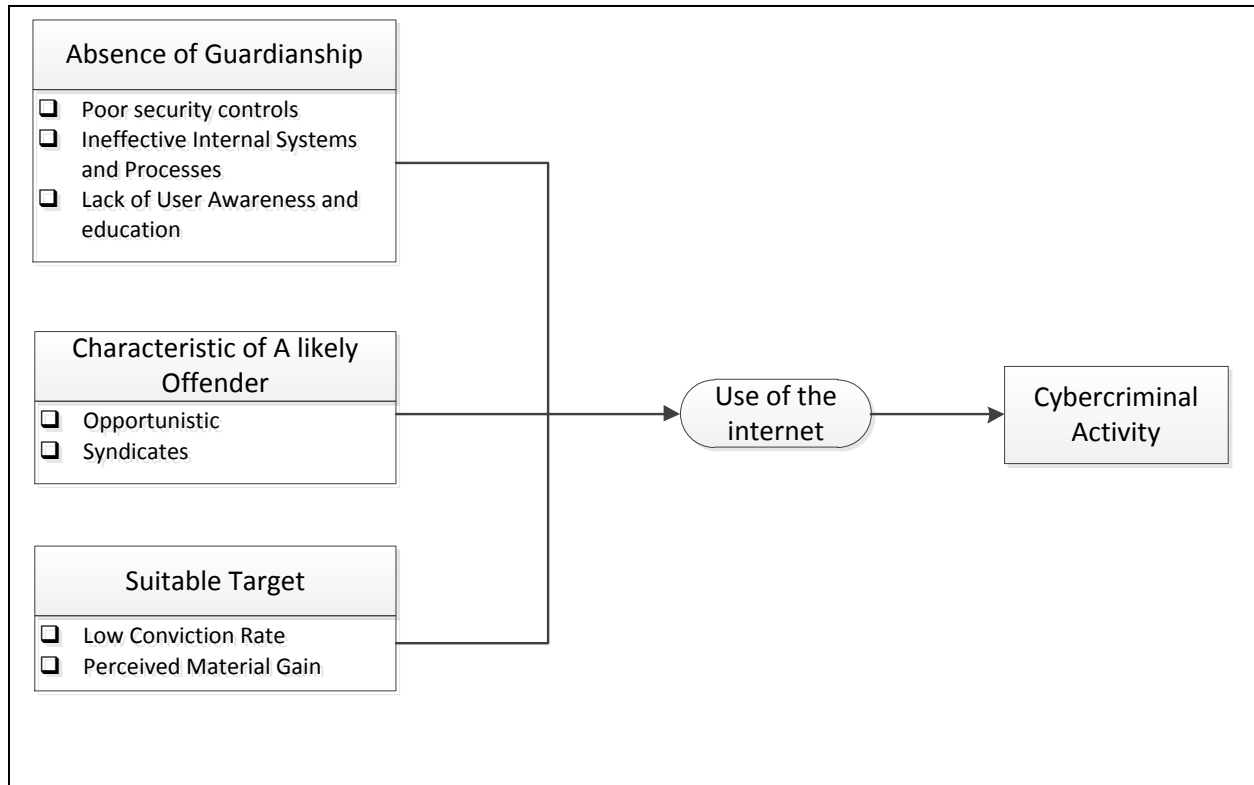 Absence of Guardianship
❑ Poor security controls
❑ Ineffective Internal Systems
and Processes
❑ Lack of User Awareness and
education
Characteristic of A likely
Offender
❑ Opportunistic
❑ Syndicates
Suitable Target
❑ Low Conviction Rate
❑ Perceived Material Gain
Use of the
internet
Cybercriminal
Activity